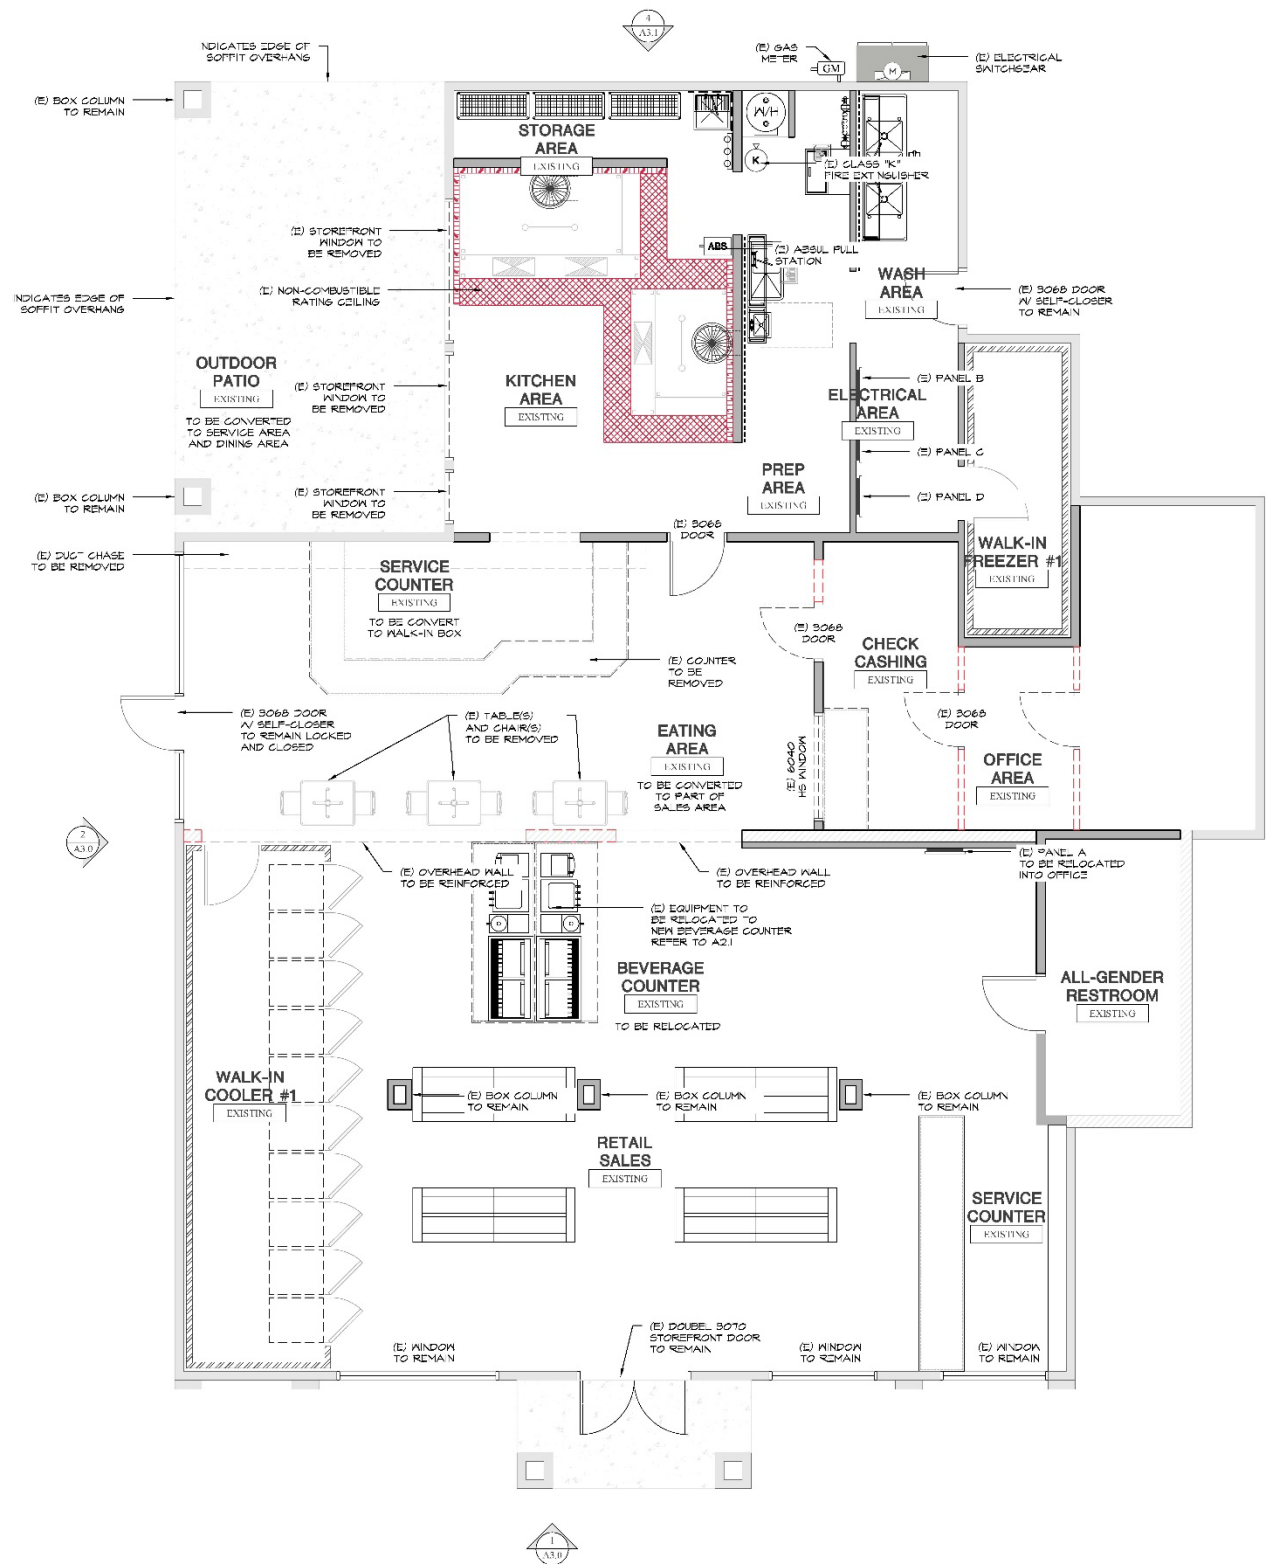 4
A3.1
INDICATES EDGE OF
SOFFIT OVERHANG
(E) GAS
METER
GM
M
(E) ELECTRICAL
SWITCHGEAR
(E) BOX COLUMN
TO REMAIN
STORAGE
AREA
EXISTING
W/H
K
(E) CLASS "K"
FIRE EXTINGUISHER
(E) STOREFRONT
WINDOW TO
BE REMOVED
ABS
(E) ABSUL PULL
STATION
WASH
AREA
EXISTING
(E) NON-COMBUSTIBLE
RATING CEILING
(E) 3068 DOOR
W/ SELF-CLOSER
TO REMAIN
INDICATES EDGE OF
SOFFIT OVERHANG
OUTDOOR
PATIO
EXISTING
TO BE CONVERTED
TO SERVICE AREA
AND DINING AREA
(E) STOREFRONT
WINDOW TO
BE REMOVED
KITCHEN
AREA
EXISTING
(E) PANEL B
ELECTRICAL
AREA
EXISTING
(E) PANEL C
PREP
AREA
EXISTING
(E) PANEL D
(E) BOX COLUMN
TO REMAIN
(E) STOREFRONT
WINDOW TO
BE REMOVED
(E) 3068
DOOR
WALK-IN
FREEZER #1
EXISTING
(E) DUCT CHASE
TO BE REMOVED
SERVICE
COUNTER
EXISTING
TO BE CONVERT
TO WALK-IN BOX
(E) 3068
DOOR
CHECK
CASHING
EXISTING
(E) COUNTER
TO BE
REMOVED
(E) 3068 DOOR
W/ SELF-CLOSER
TO REMAIN LOCKED
AND CLOSED
(E) TABLE(S)
AND CHAIR(S)
TO BE REMOVED
EATING
AREA
EXISTING
TO BE CONVERTED
TO PART OF
SALES AREA
(E) 6040
HS WINDOW
(E) 3068
DOOR
OFFICE
AREA
EXISTING
2
A3.0
(E) OVERHEAD WALL
TO BE REINFORCED
(E) OVERHEAD WALL
TO BE REINFORCED
(E) PANEL A
TO BE RELOCATED
INTO OFFICE
(E) EQUIPMENT TO
BE RELOCATED TO
NEW BEVERAGE COUNTER
REFER TO A2.1
BEVERAGE
COUNTER
EXISTING
TO BE RELOCATED
ALL-GENDER
RESTROOM
EXISTING
WALK-IN
COOLER #1
EXISTING
(E) BOX COLUMN
TO REMAIN
(E) BOX COLUMN
TO REMAIN
(E) BOX COLUMN
TO REMAIN
RETAIL
SALES
EXISTING
SERVICE
COUNTER
EXISTING
(E) WINDOW
TO REMAIN
(E) DOUBEL 3070
STOREFRONT DOOR
TO REMAIN
(E) WINDOW
TO REMAIN
(E) WINDOW
TO REMAIN
1
A3.0